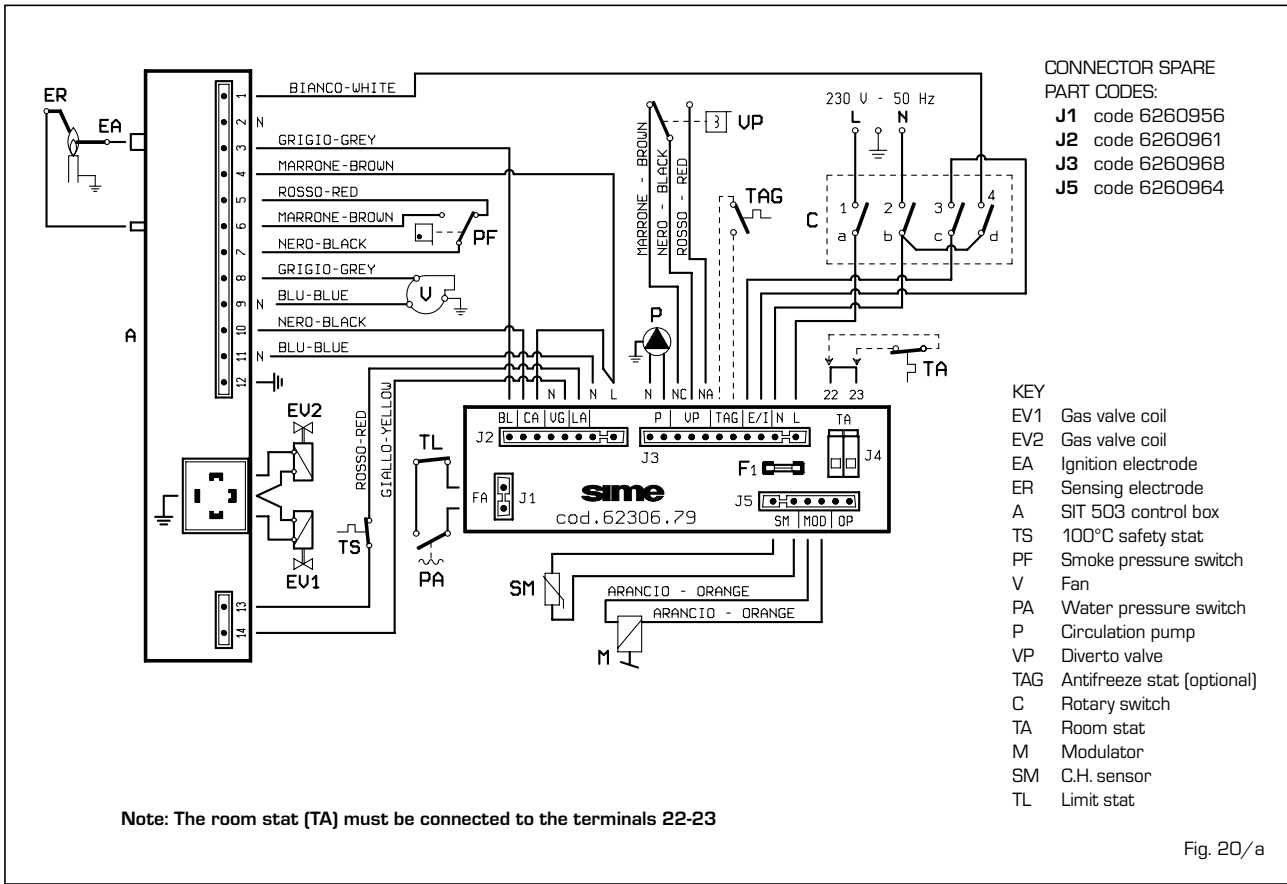 CONNECTOR SPARE
PART CODES:
J1 code 6260956
J2 code 6260961
J3 code 6260968
J5 code 6260964
ER
EA
A
1
2
3
4
5
6
7
8
9
10
11
12
13
14
BIANCO-WHITE
N
GRIGIO-GREY
MARRONE-BROWN
ROSSO-RED
MARRONE-BROWN
NERO-BLACK
GRIGIO-GREY
BLU-BLUE
N
NERO-BLACK
BLU-BLUE
N
PF
V
MARRONE - BROWN
NERO - BLACK
ROSSO - RED
VP
TAG
230 V - 50 Hz
L N
C
1 2 3 4
a b c d
P
TA
22 23
EV2
EV1
ROSSO-RED
GIALLO-YELLOW
TS
TL
PA
N N L
N NC NA
BL CA VG LA
P VP TAG E/I N L
TA
J2
J3
J4
F1
FA J1
sime
cod.62306.79
J5
SM MOD OP
SM
ARANCIO - ORANGE
ARANCIO - ORANGE
M
KEY
EV1 Gas valve coil
EV2 Gas valve coil
EA Ignition electrode
ER Sensing electrode
A SIT 503 control box
TS 100°C safety stat
PF Smoke pressure switch
V Fan
PA Water pressure switch
P Circulation pump
VP Diverto valve
TAG Antifreeze stat (optional)
C Rotary switch
TA Room stat
M Modulator
SM C.H. sensor
TL Limit stat
Note: The room stat (TA) must be connected to the terminals 22-23
Fig. 20/a